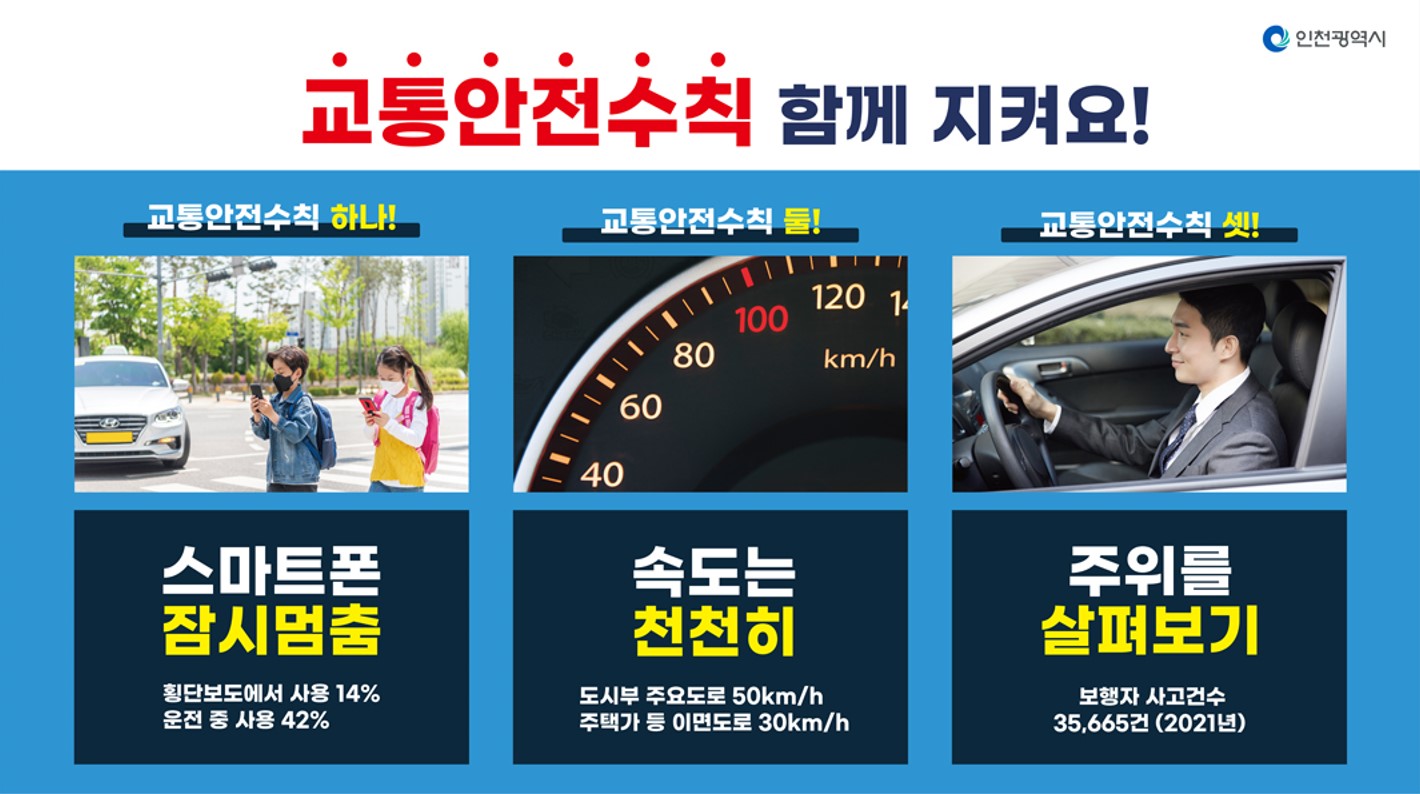 인천광역시
교통안전수칙 함께 지켜요!
교통안전수칙 하나!
스마트폰
잠시멈춤
횡단보도에서 사용 14%
운전 중 사용 42%
교통안전수칙 둘!
40
60
80
100
120
km/h
속도는
천천히
도시부 주요도로 50km/h
주택가 등 이면도로 30km/h
교통안전수칙 셋!
주위를
살펴보기
보행자 사고건수
35,665건 (2021년)